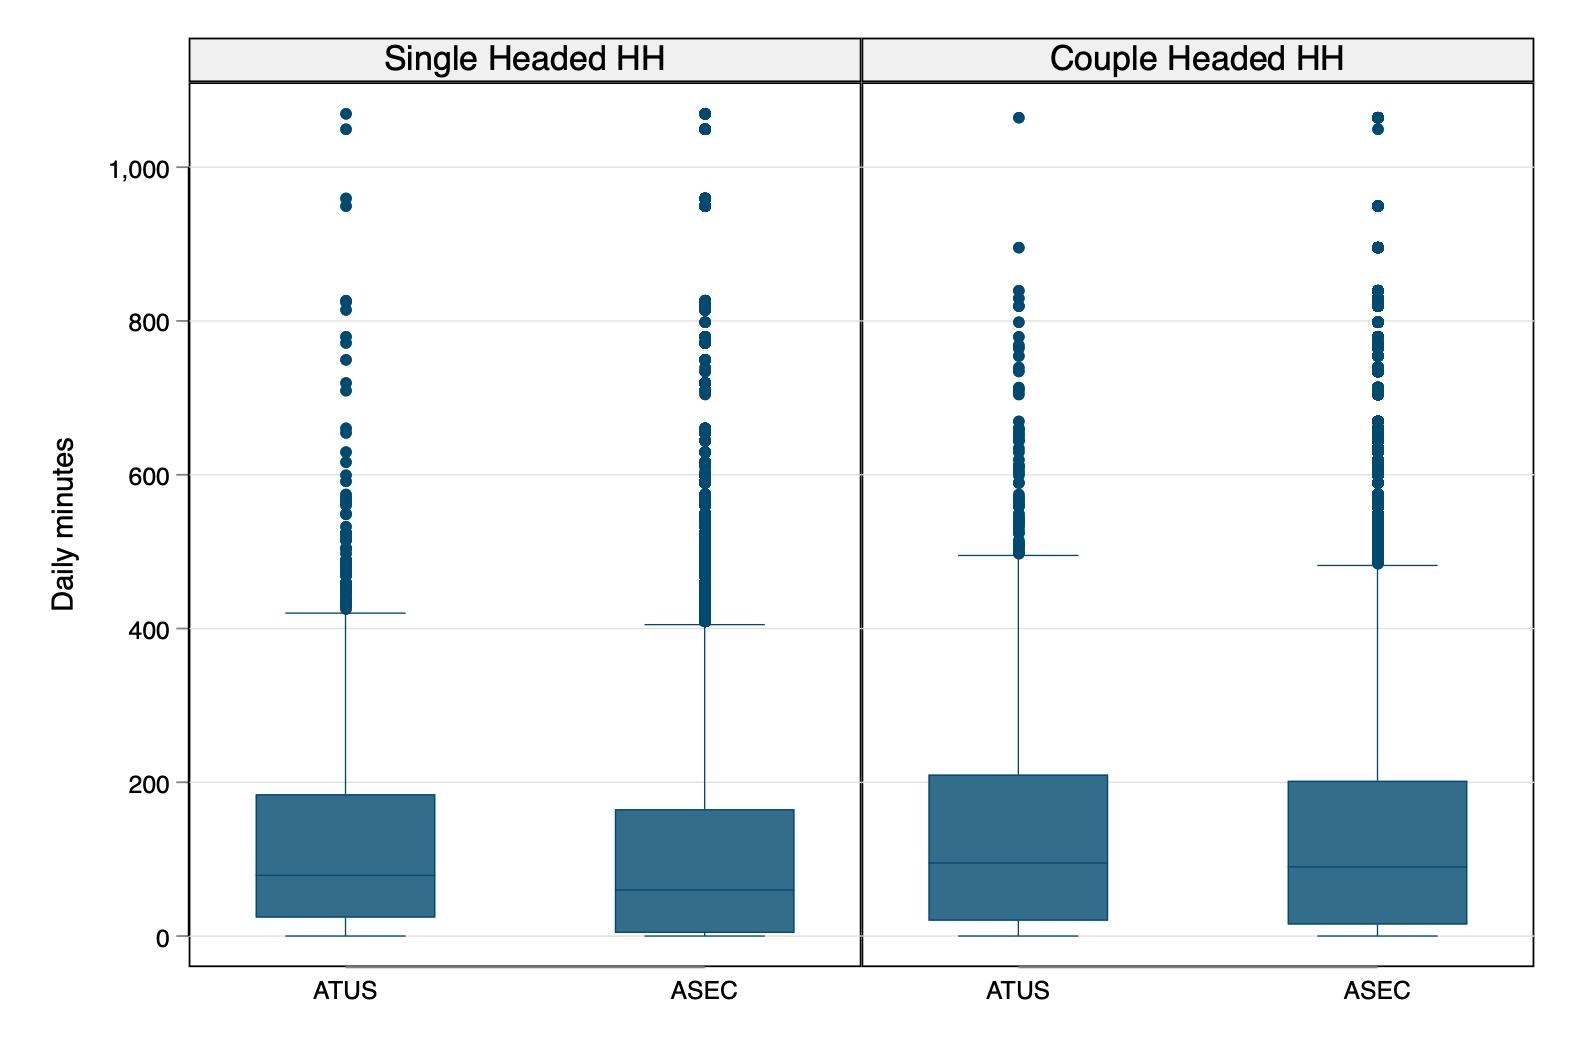 Single Headed HH
Couple Headed HH
Daily minutes
1,000
800
600
400
200
0
ATUS
ASEC
ATUS
ASEC